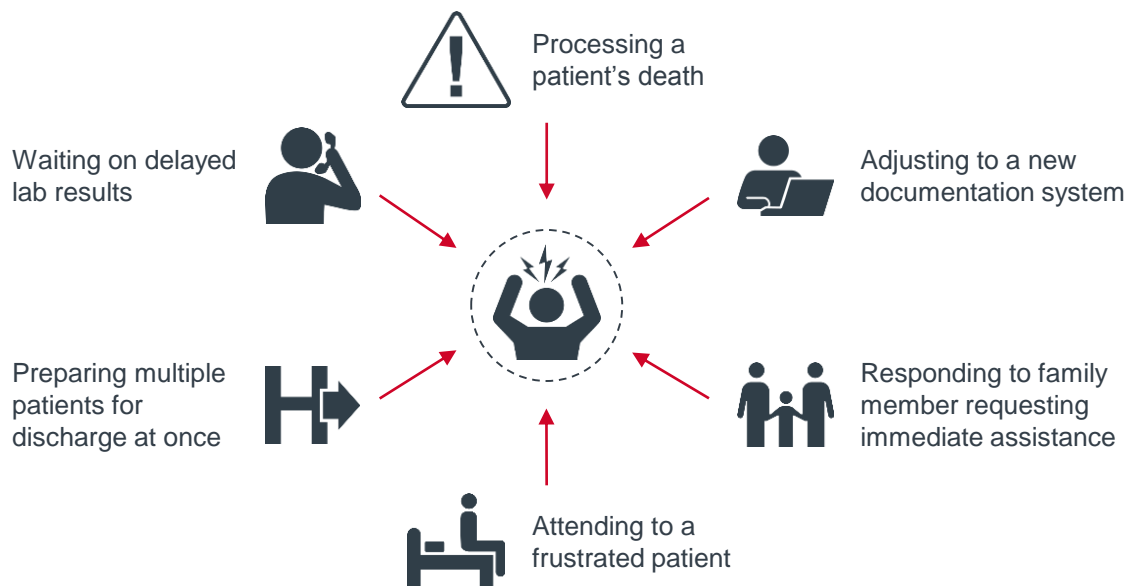 Processing a
patient’s death
Waiting on delayed
lab results
Adjusting to a new
documentation system
Preparing multiple
patients for
discharge at once
Responding to family
member requesting
immediate assistance
Attending to a
frustrated patient